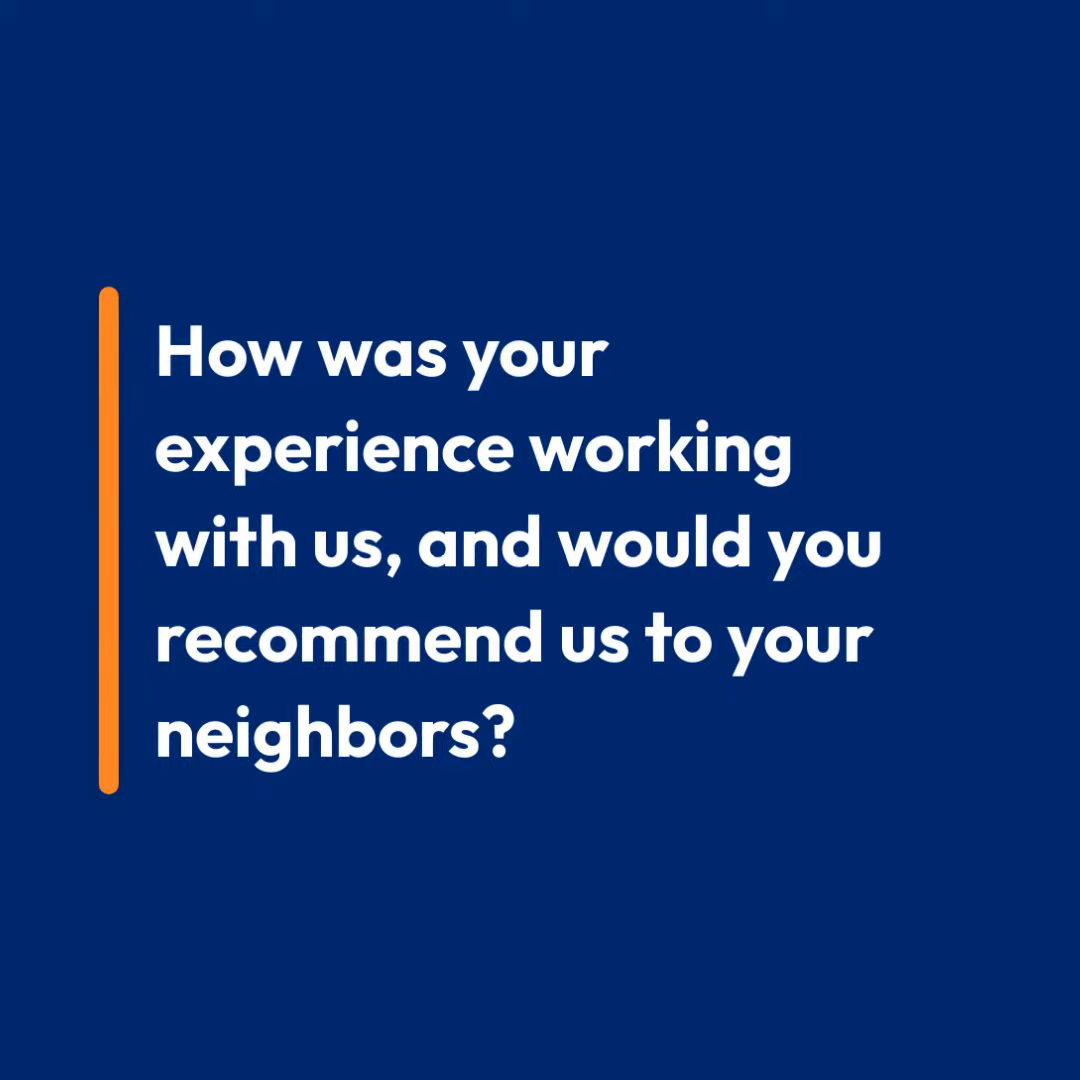 How was your
experience working
with us, and would you
recommend us to your
neighbors?